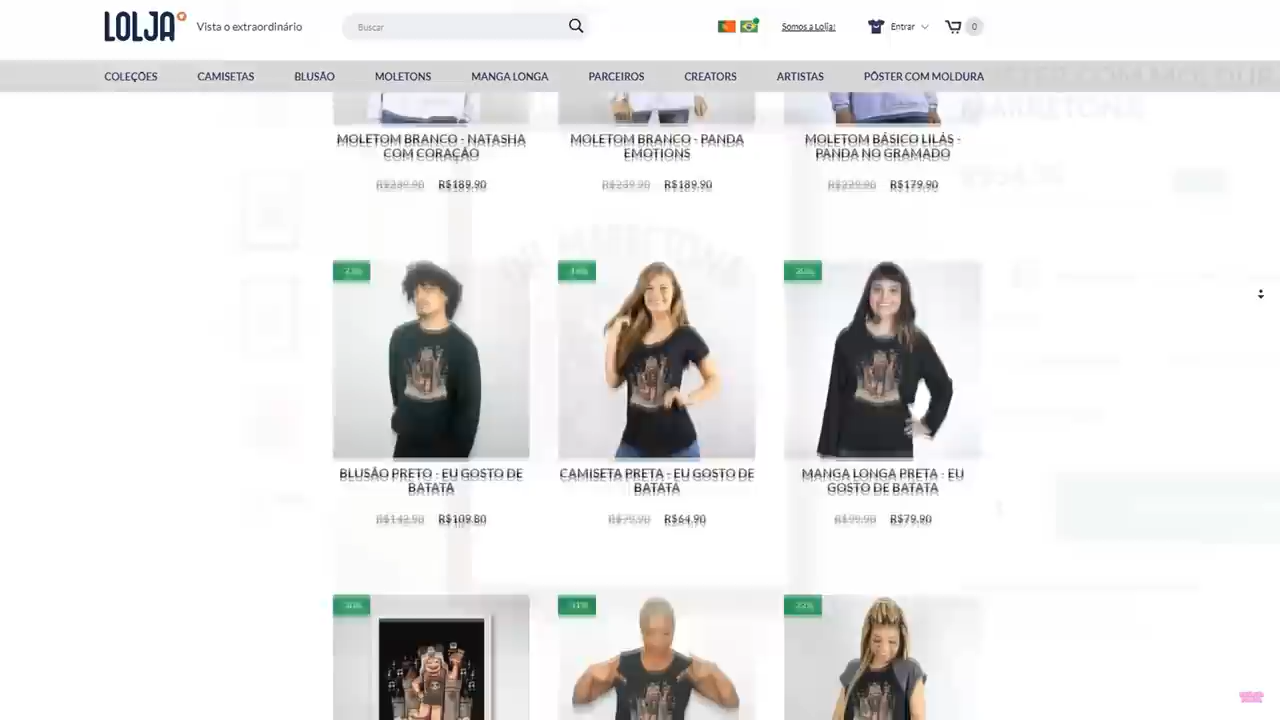 LOLJA
Vista o extraordinário
Buscar
Somos a Lolja!
Entrar
0
COLEÇÕES
CAMISETAS
BLUSÃO
MOLETONS
MANGA LONGA
PARCEIROS
CREATORS
ARTISTAS
PÔSTER COM MOLDURA
MOLETOM BRANCO - NATASHA
COM CORAÇÃO
R$239.90 R$189.90
MOLETOM BRANCO - PANDA
EMOTIONS
R$239.90 R$189.90
MOLETOM BÁSICO LILÁS -
PANDA NO GRAMADO
R$229.90 R$179.90
BLUSÃO PRETO - EU GOSTO DE
BATATA
R$109.80
CAMISETA PRETA - EU GOSTO DE
BATATA
R$79.90 R$64.90
MANGA LONGA PRETA - EU
GOSTO DE BATATA
R$99.90 R$79.90